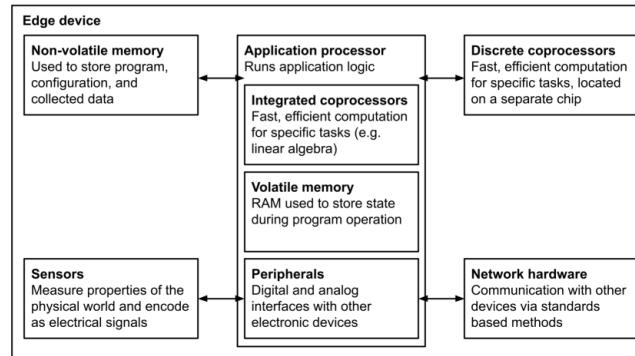 Edge device
Non-volatile memory
Used to store program,
configuration, and
collected data
Application processor
Runs application logic
Discrete coprocessors
Fast, efficient computation
for specific tasks, located
on a separate chip
Integrated coprocessors
Fast, efficient computation
for specific tasks (e.g.
linear algebra)
Volatile memory
RAM used to store state
during program operation
Sensors
Measure properties of the
physical world and encode
as electrical signals
Peripherals
Digital and analog
interfaces with other
electronic devices
Network hardware
Communication with other
devices via standards
based methods